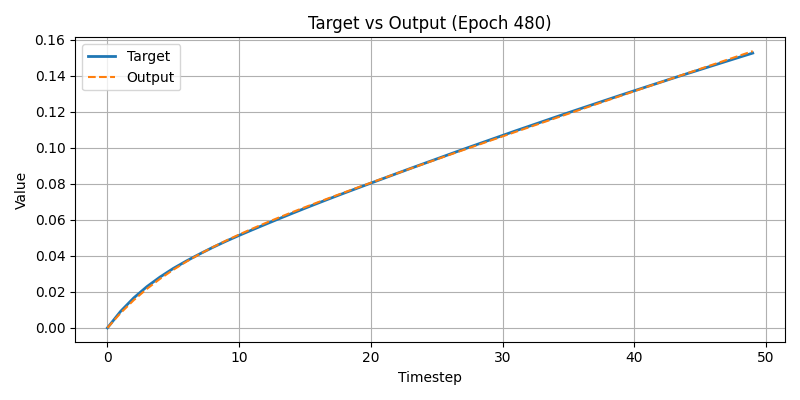 Target vs Output (Epoch 480)
Target
Output
Value
0.16
0.14
0.12
0.10
0.08
0.06
0.04
0.02
0.00
0 10 20 30 40 50
Timestep